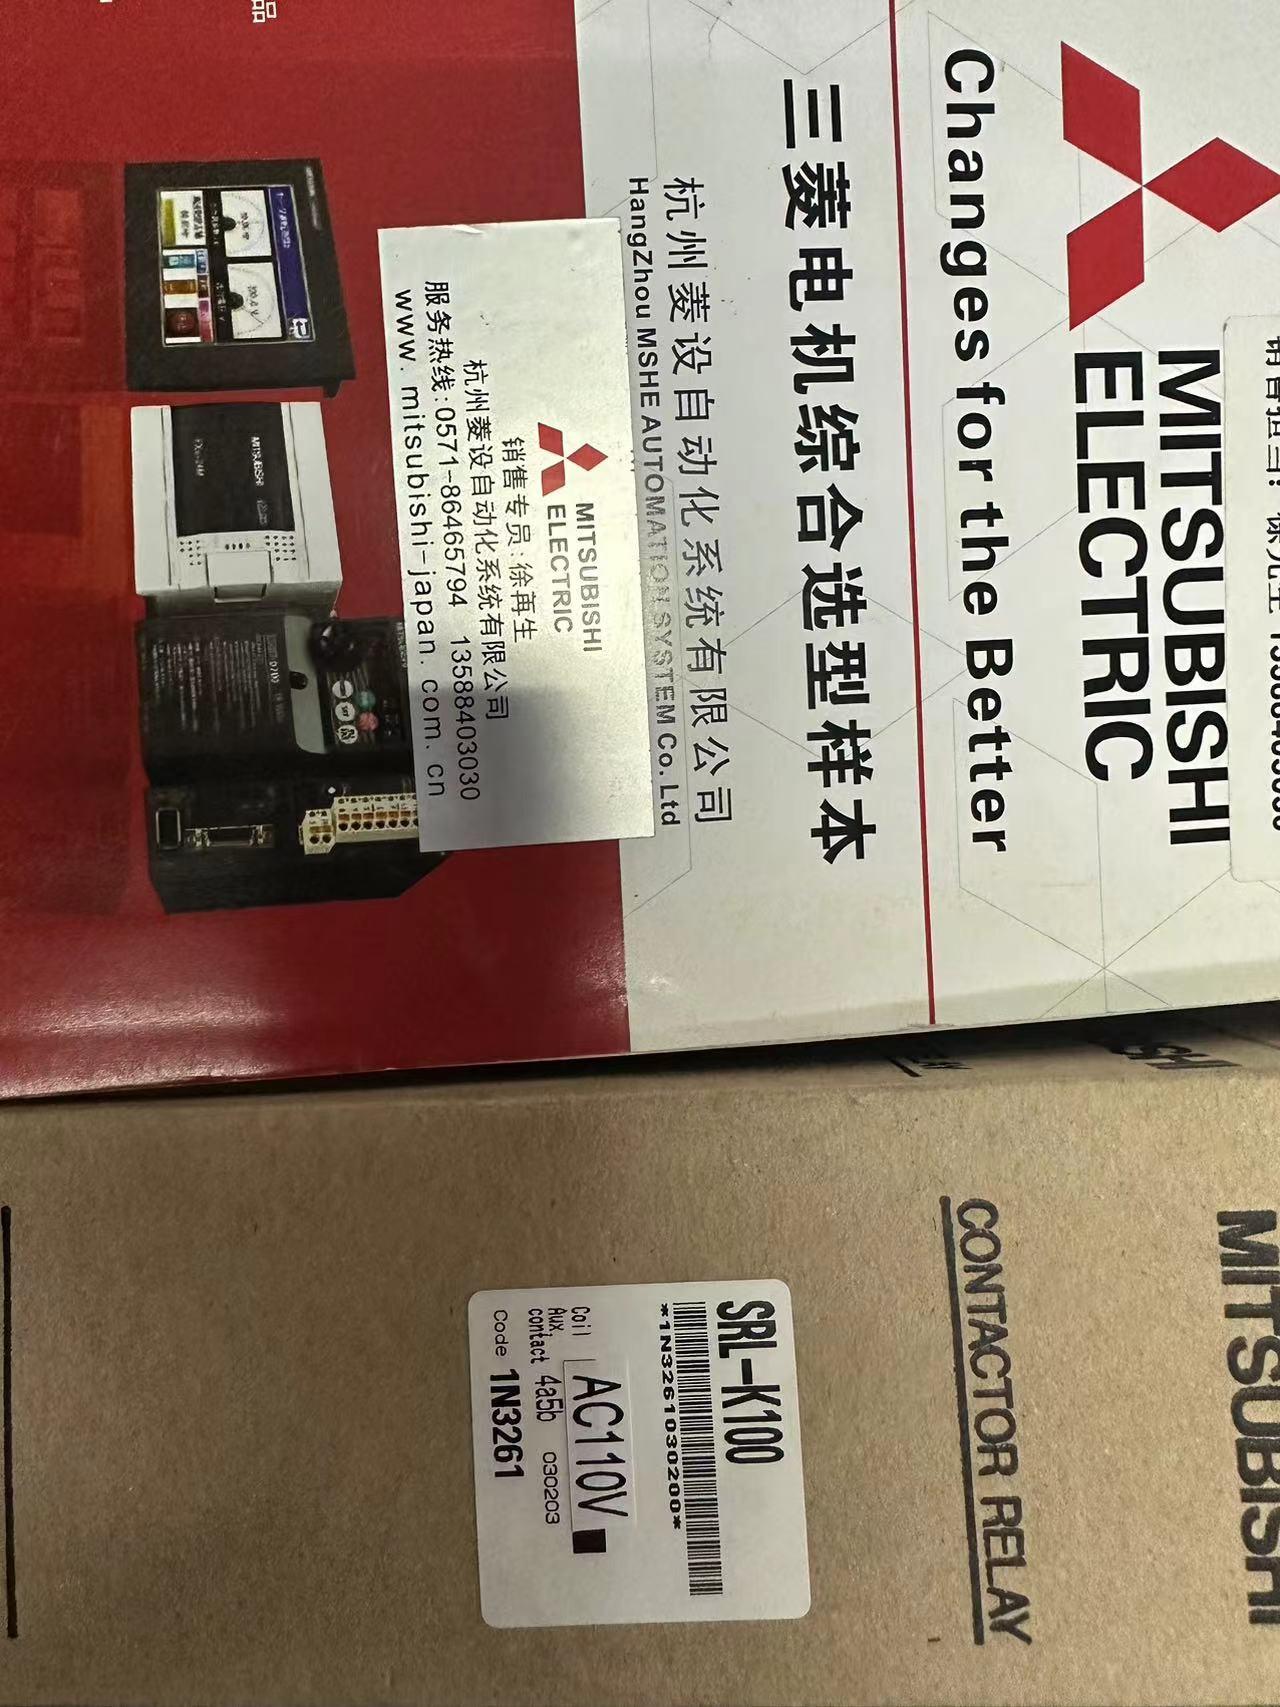 品
MITSUBISHI
ELECTRIC
Changes for the Better
三菱电机综合选型样本
杭州菱设自动化系统有限公司
HangZhou MSHE AUTOMATION SYSTEM Co. Ltd
MITSUBISHI
ELECTRIC
销售专员:徐再生
杭州菱设自动化系统有限公司
服务热线:0571-86465794 13588403030
www.mitsubishi-japan.com.cn
MITSUBISHI
CONTACTOR RELAY
SRL-K100
*1N3261030200*
Coil AC110V
Aux. contact 4a5b 030203
Code 1N3261